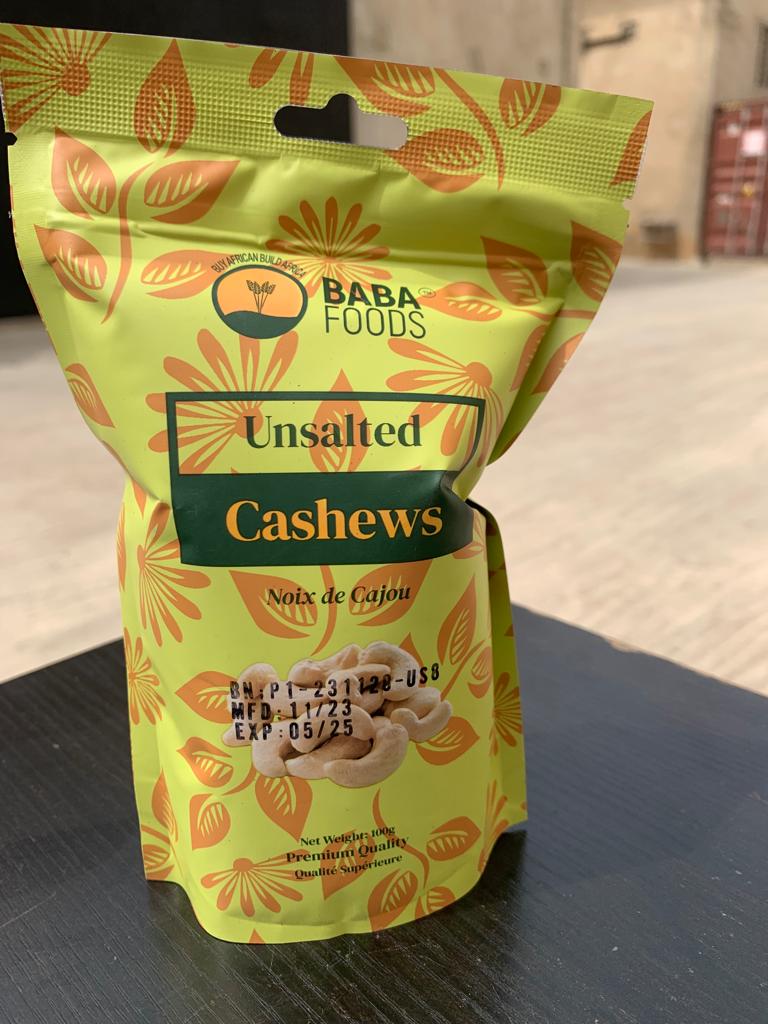 BUY AFRICAN BUILD AFRICA
BABA™
FOODS
Unsalted
Cashews
Noix de Cajou
BN:P1-231128-US8
MFD:11/23
EXP:05/25
Net Weight: 100g
Premium Quality
Qualité Supérieure